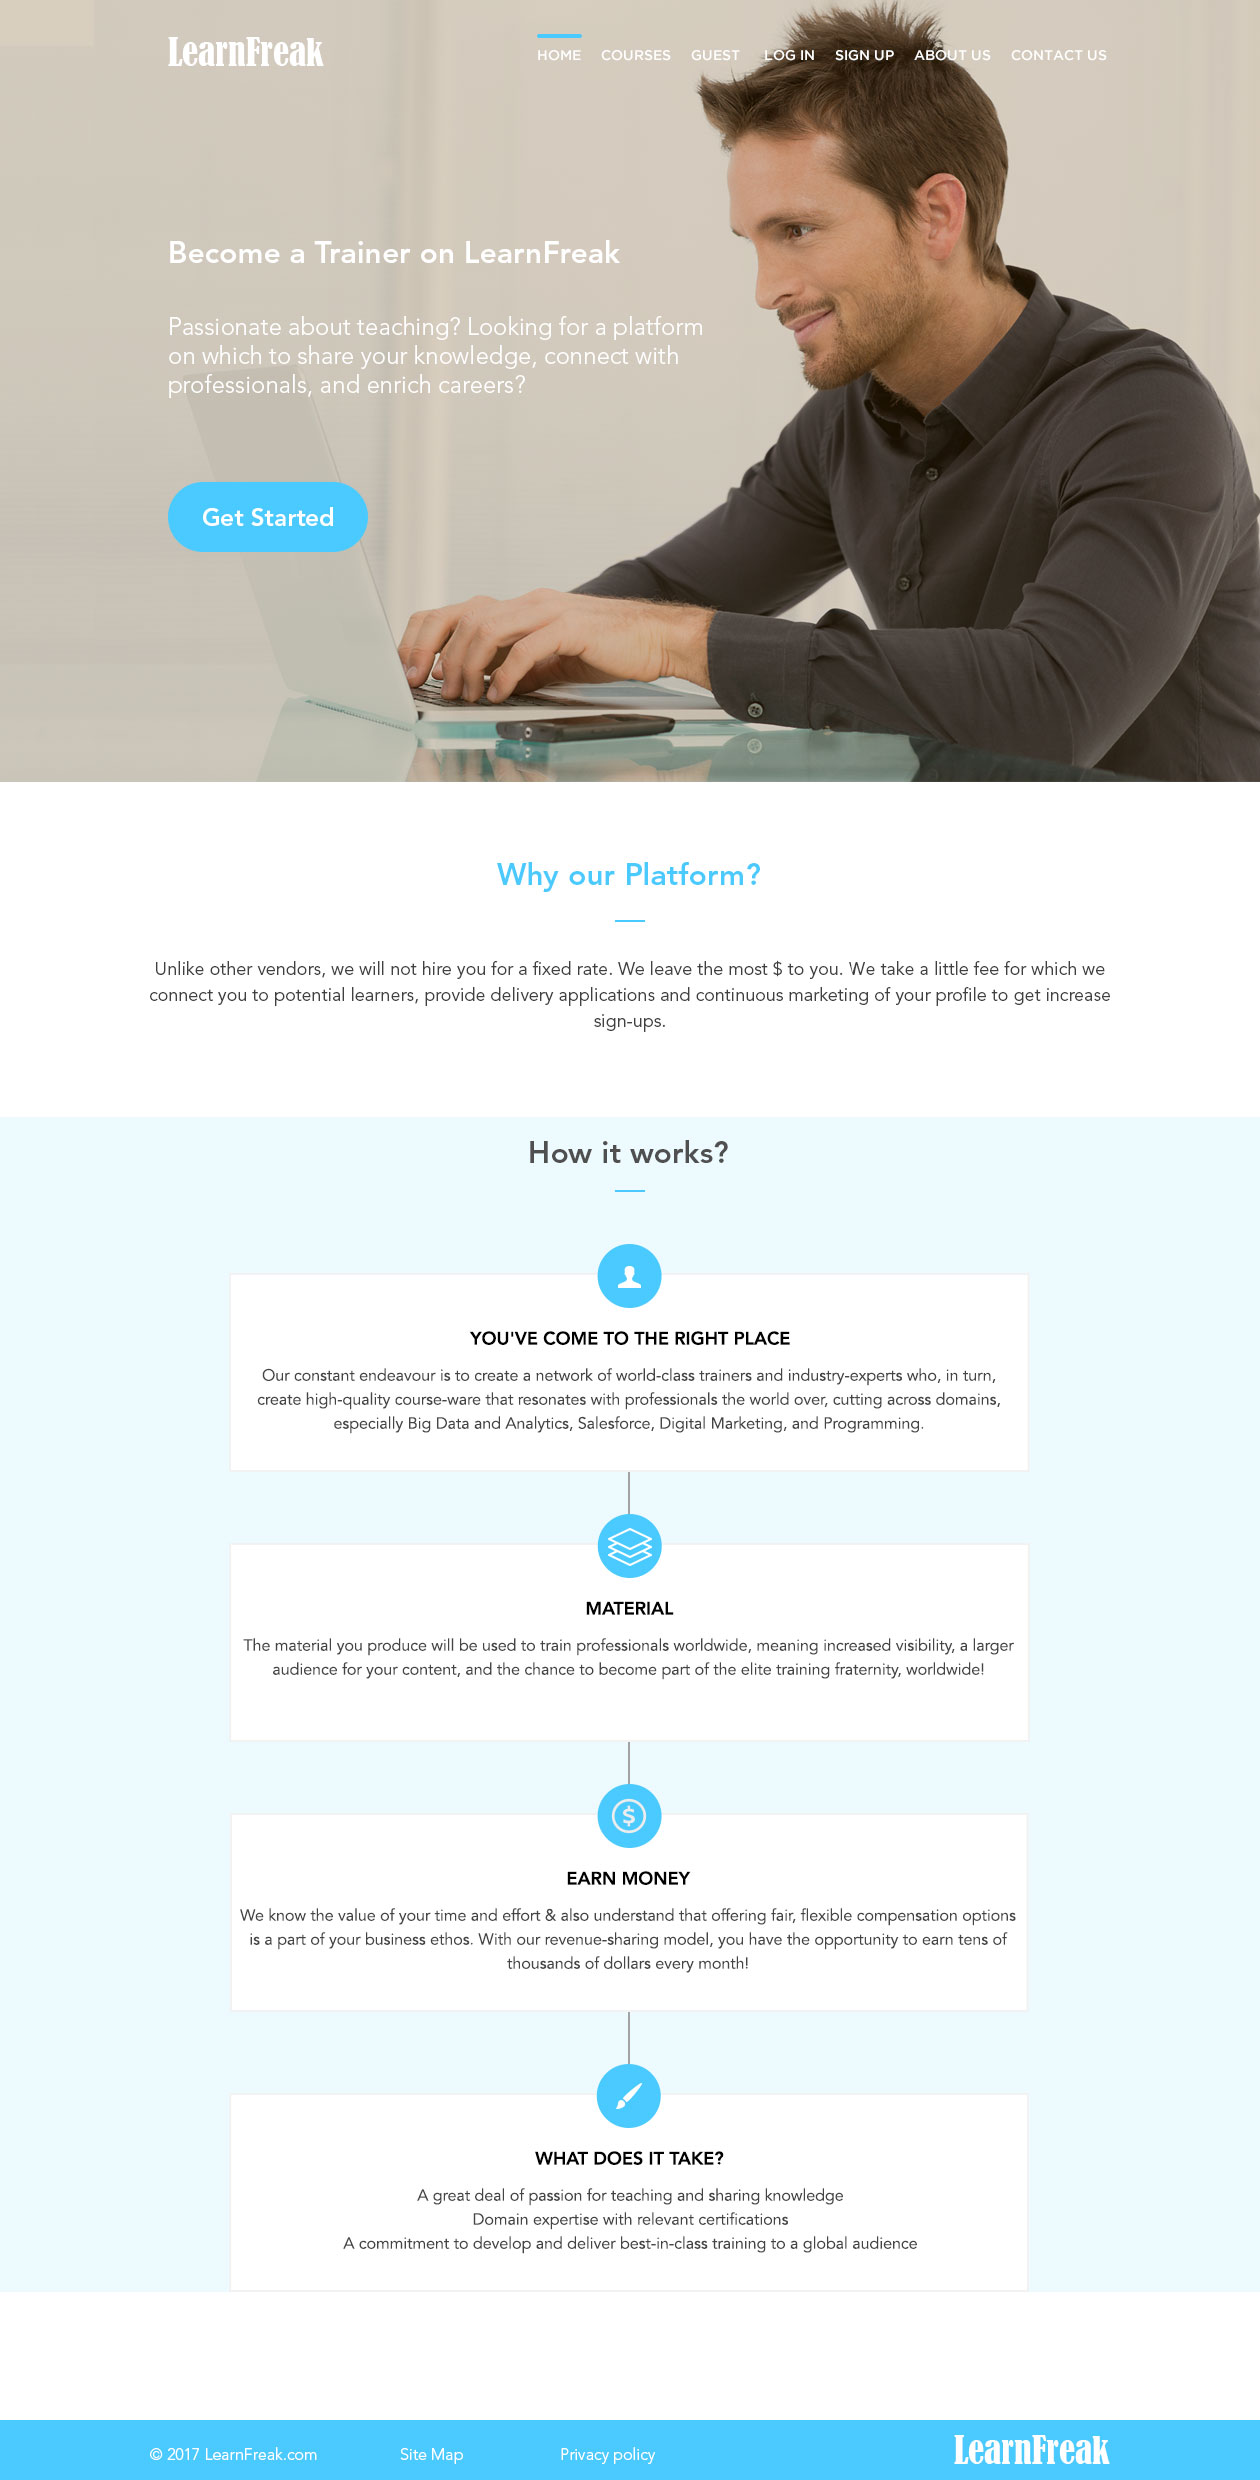 LearnFreak
HOME COURSES GUEST LOG IN SIGN UP ABOUT US CONTACT US
Become a Trainer on LearnFreak
Passionate about teaching? Looking for a platform
on which to share your knowledge, connect with
professionals, and enrich careers?
Get Started
Why our Platform?
Unlike other vendors, we will not hire you for a fixed rate. We leave the most $ to you. We take a little fee for which we
connect you to potential learners, provide delivery applications and continuous marketing of your profile to get increase
sign-ups.
How it works?
YOU'VE COME TO THE RIGHT PLACE
Our constant endeavour is to create a network of world-class trainers and industry-experts who, in turn,
create high-quality course-ware that resonates with professionals the world over, cutting across domains,
especially Big Data and Analytics, Salesforce, Digital Marketing, and Programming.
MATERIAL
The material you produce will be used to train professionals worldwide, meaning increased visibility, a larger
audience for your content, and the chance to become part of the elite training fraternity, worldwide!
$
EARN MONEY
We know the value of your time and effort & also understand that offering fair, flexible compensation options
is a part of your business ethos. With our revenue-sharing model, you have the opportunity to earn tens of
thousands of dollars every month!
WHAT DOES IT TAKE?
A great deal of passion for teaching and sharing knowledge
Domain expertise with relevant certifications
A commitment to develop and deliver best-in-class training to a global audience
© 2017 LearnFreak.com Site Map Privacy policy LearnFreak